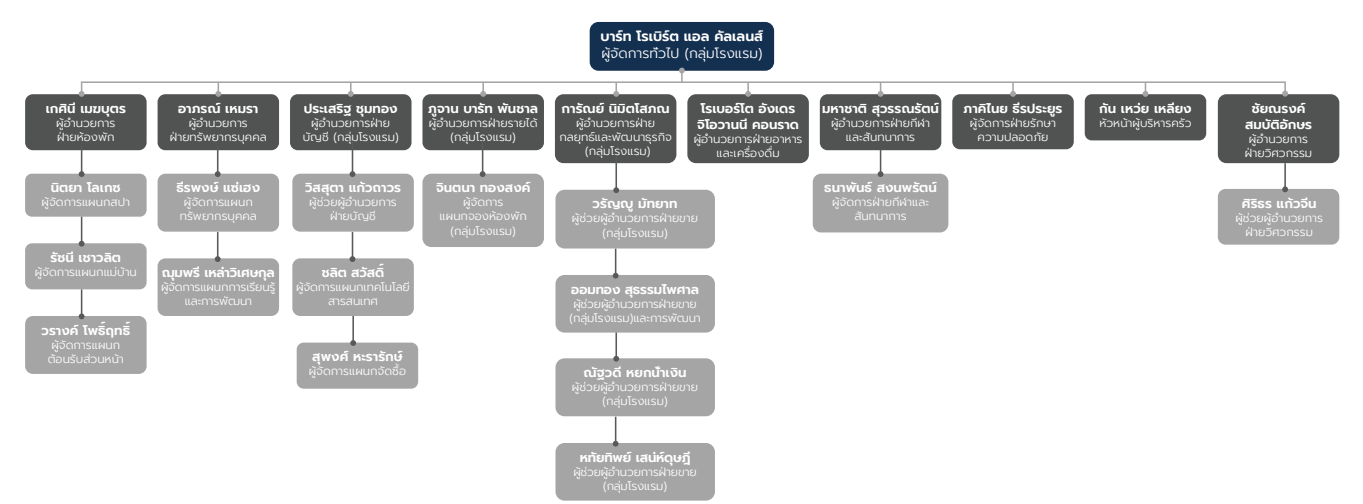 บาร์ท โรเบิร์ต แอล คัลเลนส์
ผู้จัดการทั่วไป (กลุ่มโรงแรม)
เกศินี เมฆบุตร
ผู้อำนวยการ
ฝ่ายห้องพัก
นิตยา โลเกซ
ผู้จัดการแผนกสปา
รัชนี เชาวลิต
ผู้จัดการแผนกแม่บ้าน
วรางค์ โพธิ์ฤทธิ์
ผู้จัดการแผนก
ต้อนรับส่วนหน้า
อาภรณ์ เหมรา
ผู้อำนวยการ
ฝ่ายทรัพยากรบุคคล
ธีรพงษ์ แซ่เฮง
ผู้จัดการแผนก
ทรัพยากรบุคคล
ณุมพรี เหล่าวิเศษกุล
ผู้จัดการแผนกการเรียนรู้
และการพัฒนา
ประเสริฐ ชุมทอง
ผู้อำนวยการฝ่าย
บัญชี (กลุ่มโรงแรม)
วิสสุตา แก้วถาวร
ผู้ช่วยผู้อำนวยการ
ฝ่ายบัญชี
ชลิต สวัสดิ์
ผู้จัดการแผนกเทคโนโลยี
สารสนเทศ
สุพงศ์ หะรารักษ์
ผู้จัดการแผนกจัดซื้อ
ภูจาน บารัท พันชาล
ผู้อำนวยการฝ่ายรายได้
(กลุ่มโรงแรม)
จินตนา ทองสงค์
ผู้จัดการ
แผนกจองห้องพัก
(กลุ่มโรงแรม)
การัณย์ นิมิตโสภณ
ผู้อำนวยการฝ่าย
กลยุทธ์และพัฒนาธุรกิจ
(กลุ่มโรงแรม)
วรัญญู มัทยาท
ผู้ช่วยผู้อำนวยการฝ่ายขาย
(กลุ่มโรงแรม)
ออมทอง สุธรรมไพศาล
ผู้ช่วยผู้อำนวยการฝ่ายขาย
(กลุ่มโรงแรม)และการพัฒนา
ณัฐวดี หยกน้ำเงิน
ผู้ช่วยผู้อำนวยการฝ่ายขาย
(กลุ่มโรงแรม)
หทัยทิพย์ เสน่ห์ดุษฎี
ผู้ช่วยผู้อำนวยการฝ่ายขาย
(กลุ่มโรงแรม)
โรเบอร์โต อังเดร
จิโอวานนี คอนราด
ผู้อำนวยการฝ่ายอาหาร
และเครื่องดื่ม
มหาชาติ สุวรรณรัตน์
ผู้อำนวยการฝ่ายกีฬา
และสันทนาการ
ธนาพันธ์ สงนพรัตน์
ผู้จัดการฝ่ายกีฬาและ
สันทนาการ
ภาคิไนย ธีรประยูร
ผู้จัดการฝ่ายรักษา
ความปลอดภัย
กัน เหว่ย เหลียง
หัวหน้าผู้บริหารครัว
ชัยณรงค์
สมบัติอักษร
ผู้อำนวยการ
ฝ่ายวิศวกรรม
ศิริธร แก้วจีน
ผู้ช่วยผู้อำนวยการ
ฝ่ายวิศวกรรม